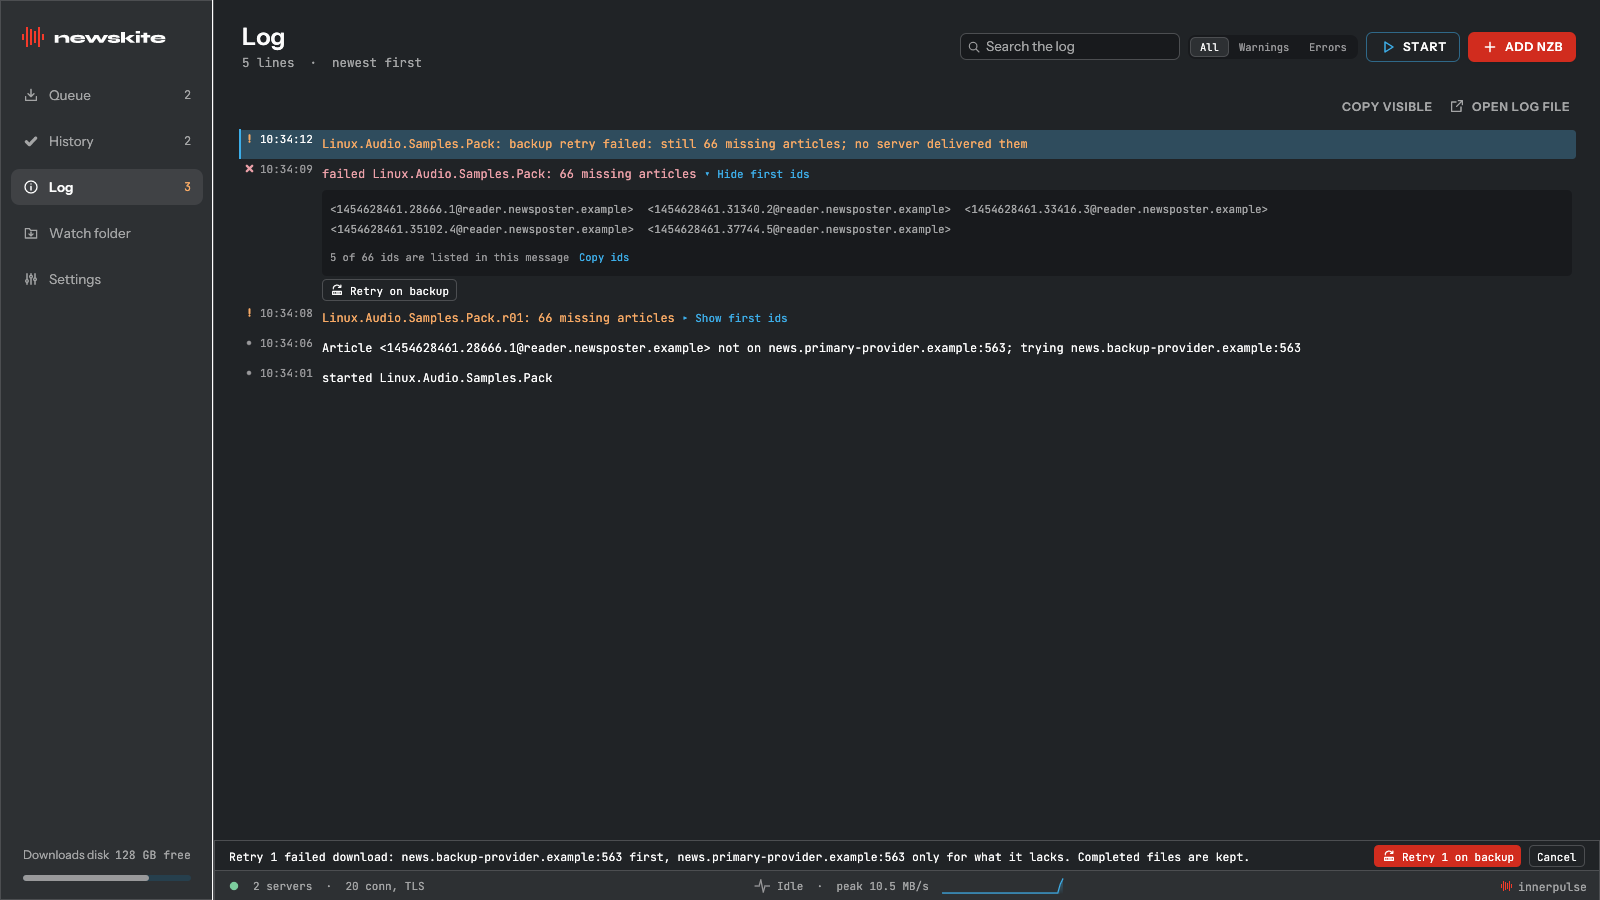 newskite
Queue 2
History 2
Log 3
Watch folder
Settings
Downloads disk 128 GB free
Log
5 lines · newest first
Search the log
All Warnings Errors
START
ADD NZB
COPY VISIBLE
OPEN LOG FILE
! 10:34:12 Linux.Audio.Samples.Pack: backup retry failed: still 66 missing articles; no server delivered them
× 10:34:09 failed Linux.Audio.Samples.Pack: 66 missing articles ▾ Hide first ids
<1454628461.28666.1@reader.newsposter.example> <1454628461.31340.2@reader.newsposter.example> <1454628461.33416.3@reader.newsposter.example>
<1454628461.35102.4@reader.newsposter.example> <1454628461.37744.5@reader.newsposter.example>
5 of 66 ids are listed in this message Copy ids
Retry on backup
! 10:34:08 Linux.Audio.Samples.Pack.r01: 66 missing articles ▸ Show first ids
• 10:34:06 Article <1454628461.28666.1@reader.newsposter.example> not on news.primary-provider.example:563; trying news.backup-provider.example:563
• 10:34:01 started Linux.Audio.Samples.Pack
Retry 1 failed download: news.backup-provider.example:563 first, news.primary-provider.example:563 only for what it lacks. Completed files are kept.
Retry 1 on backup
Cancel
2 servers · 20 conn, TLS
Idle · peak 10.5 MB/s
innerpulse